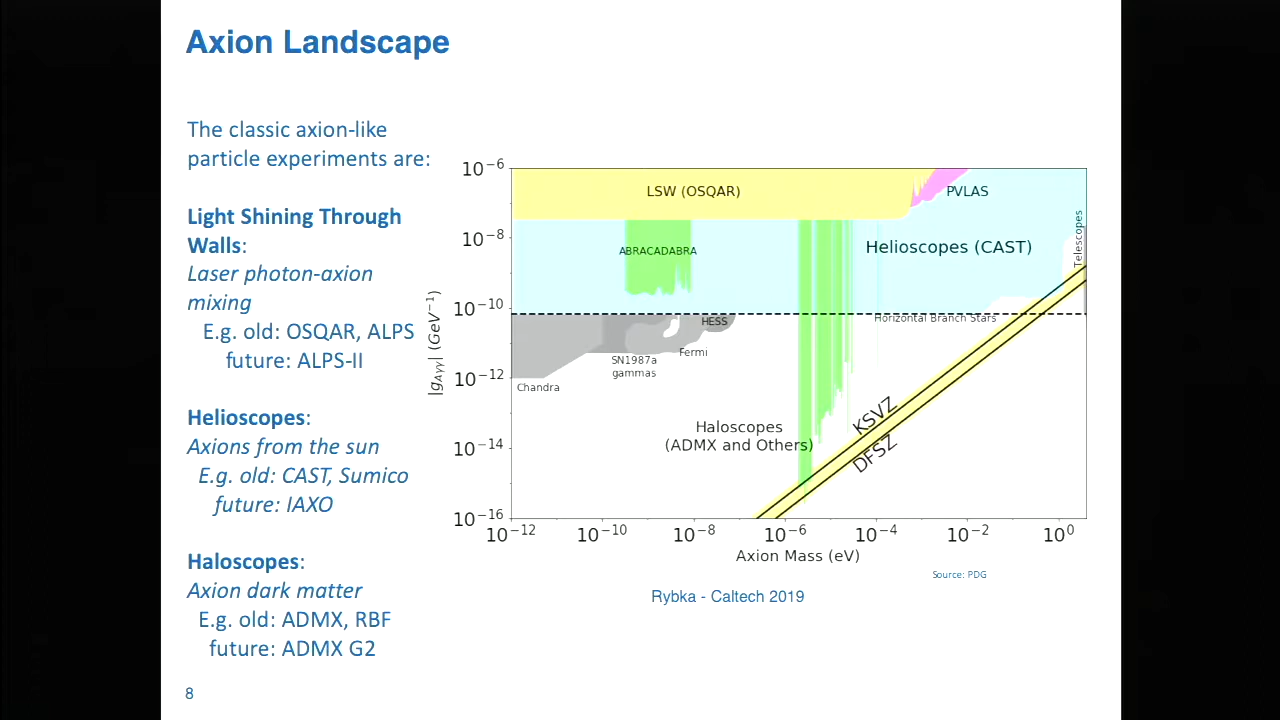 Axion Landscape
The classic axion-like
particle experiments are:
Light Shining Through
Walls:
Laser photon-axion
mixing
E.g. old: OSQAR, ALPS
future: ALPS-II
Helioscopes:
Axions from the sun
E.g. old: CAST, Sumico
future: IAXO
Haloscopes:
Axion dark matter
E.g. old: ADMX, RBF
future: ADMX G2
8
|g_{Aγγ}| (GeV⁻¹)
10⁻⁶
10⁻⁸
10⁻¹⁰
10⁻¹²
10⁻¹⁴
10⁻¹⁶
LSW (OSQAR)
PVLAS
ABRACADABRA
Helioscopes (CAST)
Telescopes
HESS
Horizontal Branch Stars
Fermi
SN1987a
gammas
Chandra
Haloscopes
(ADMX and Others)
KSVZ
DFSZ
10⁻¹² 10⁻¹⁰ 10⁻⁸ 10⁻⁶ 10⁻⁴ 10⁻² 10⁰
Axion Mass (eV)
Source: PDG
Rybka - Caltech 2019